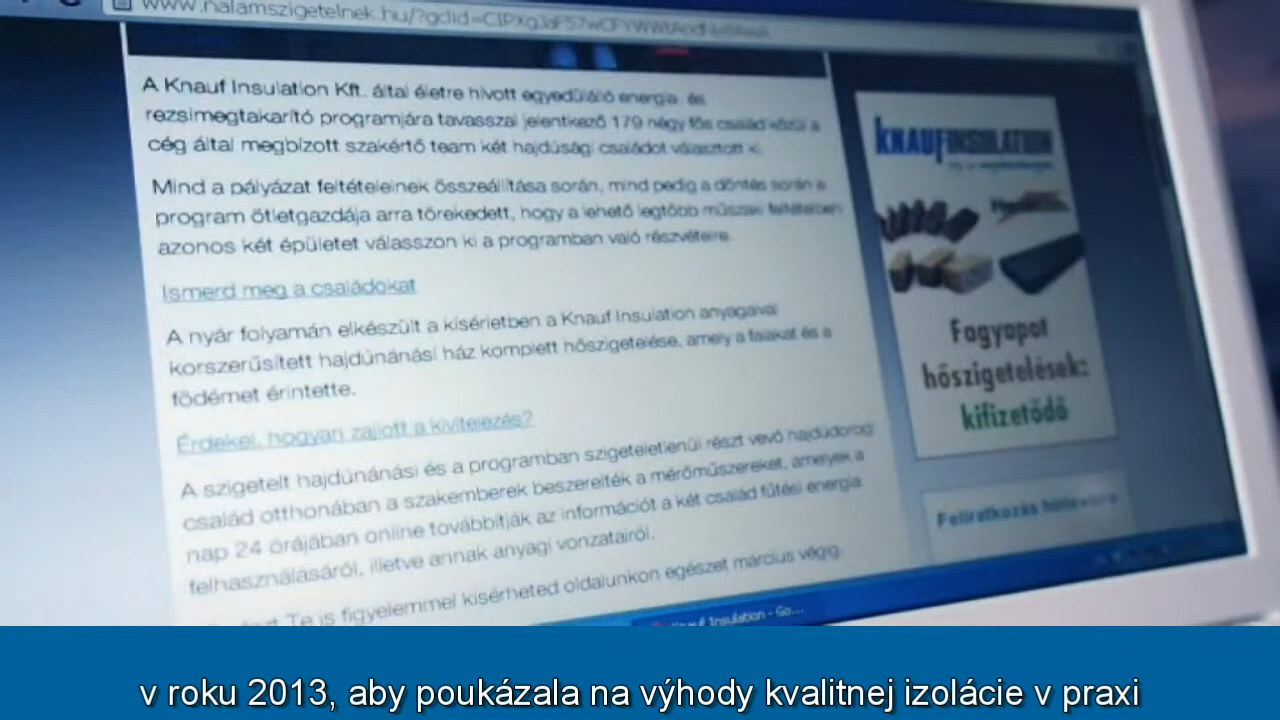 www.nalamszigetelnek.hu/?gclid=
A Knauf Insulation Kft. által életre hívott egyedülálló energia- és
rezsimegtakarító programjára tavasszal jelentkező 179 négy fős család közül a
cég által megbízott szakértő team két hajdúsági családot választott ki.
Mind a pályázat feltételeinek összeállítása során, mind pedig a döntés során a
program ötletgazdája arra törekedett, hogy a lehető legtöbb műszaki feltételben
azonos két épületet válasszon ki a programban való részvételre.
Ismerd meg a családokat
A nyár folyamán elkészült a kísérletben a Knauf Insulation anyagaival
korszerűsített hajdúnánási ház komplett hőszigetelése, amely a falakat és a
födémet érintette.
Érdekel, hogyan zajlott a kivitelezés?
A szigetelt hajdúnánási és a programban szigeteletlenül részt vevő hajdúdorogi
család otthonában a szakemberek beszerelték a mérőműszereket, amelyek a
nap 24 órájában online továbbítják az információt a két család fűtési energia
felhasználásáról, illetve annak anyagi vonzatairól.
Te is figyelemmel kísérheted oldalunkon egészet március végig.
KNAUFINSULATION
Fagyapot
hőszigetelések:
kifizetődő
Feliratkozás hírlevélre
Knauf Insulation - Go...
v roku 2013, aby poukázala na výhody kvalitnej izolácie v praxi